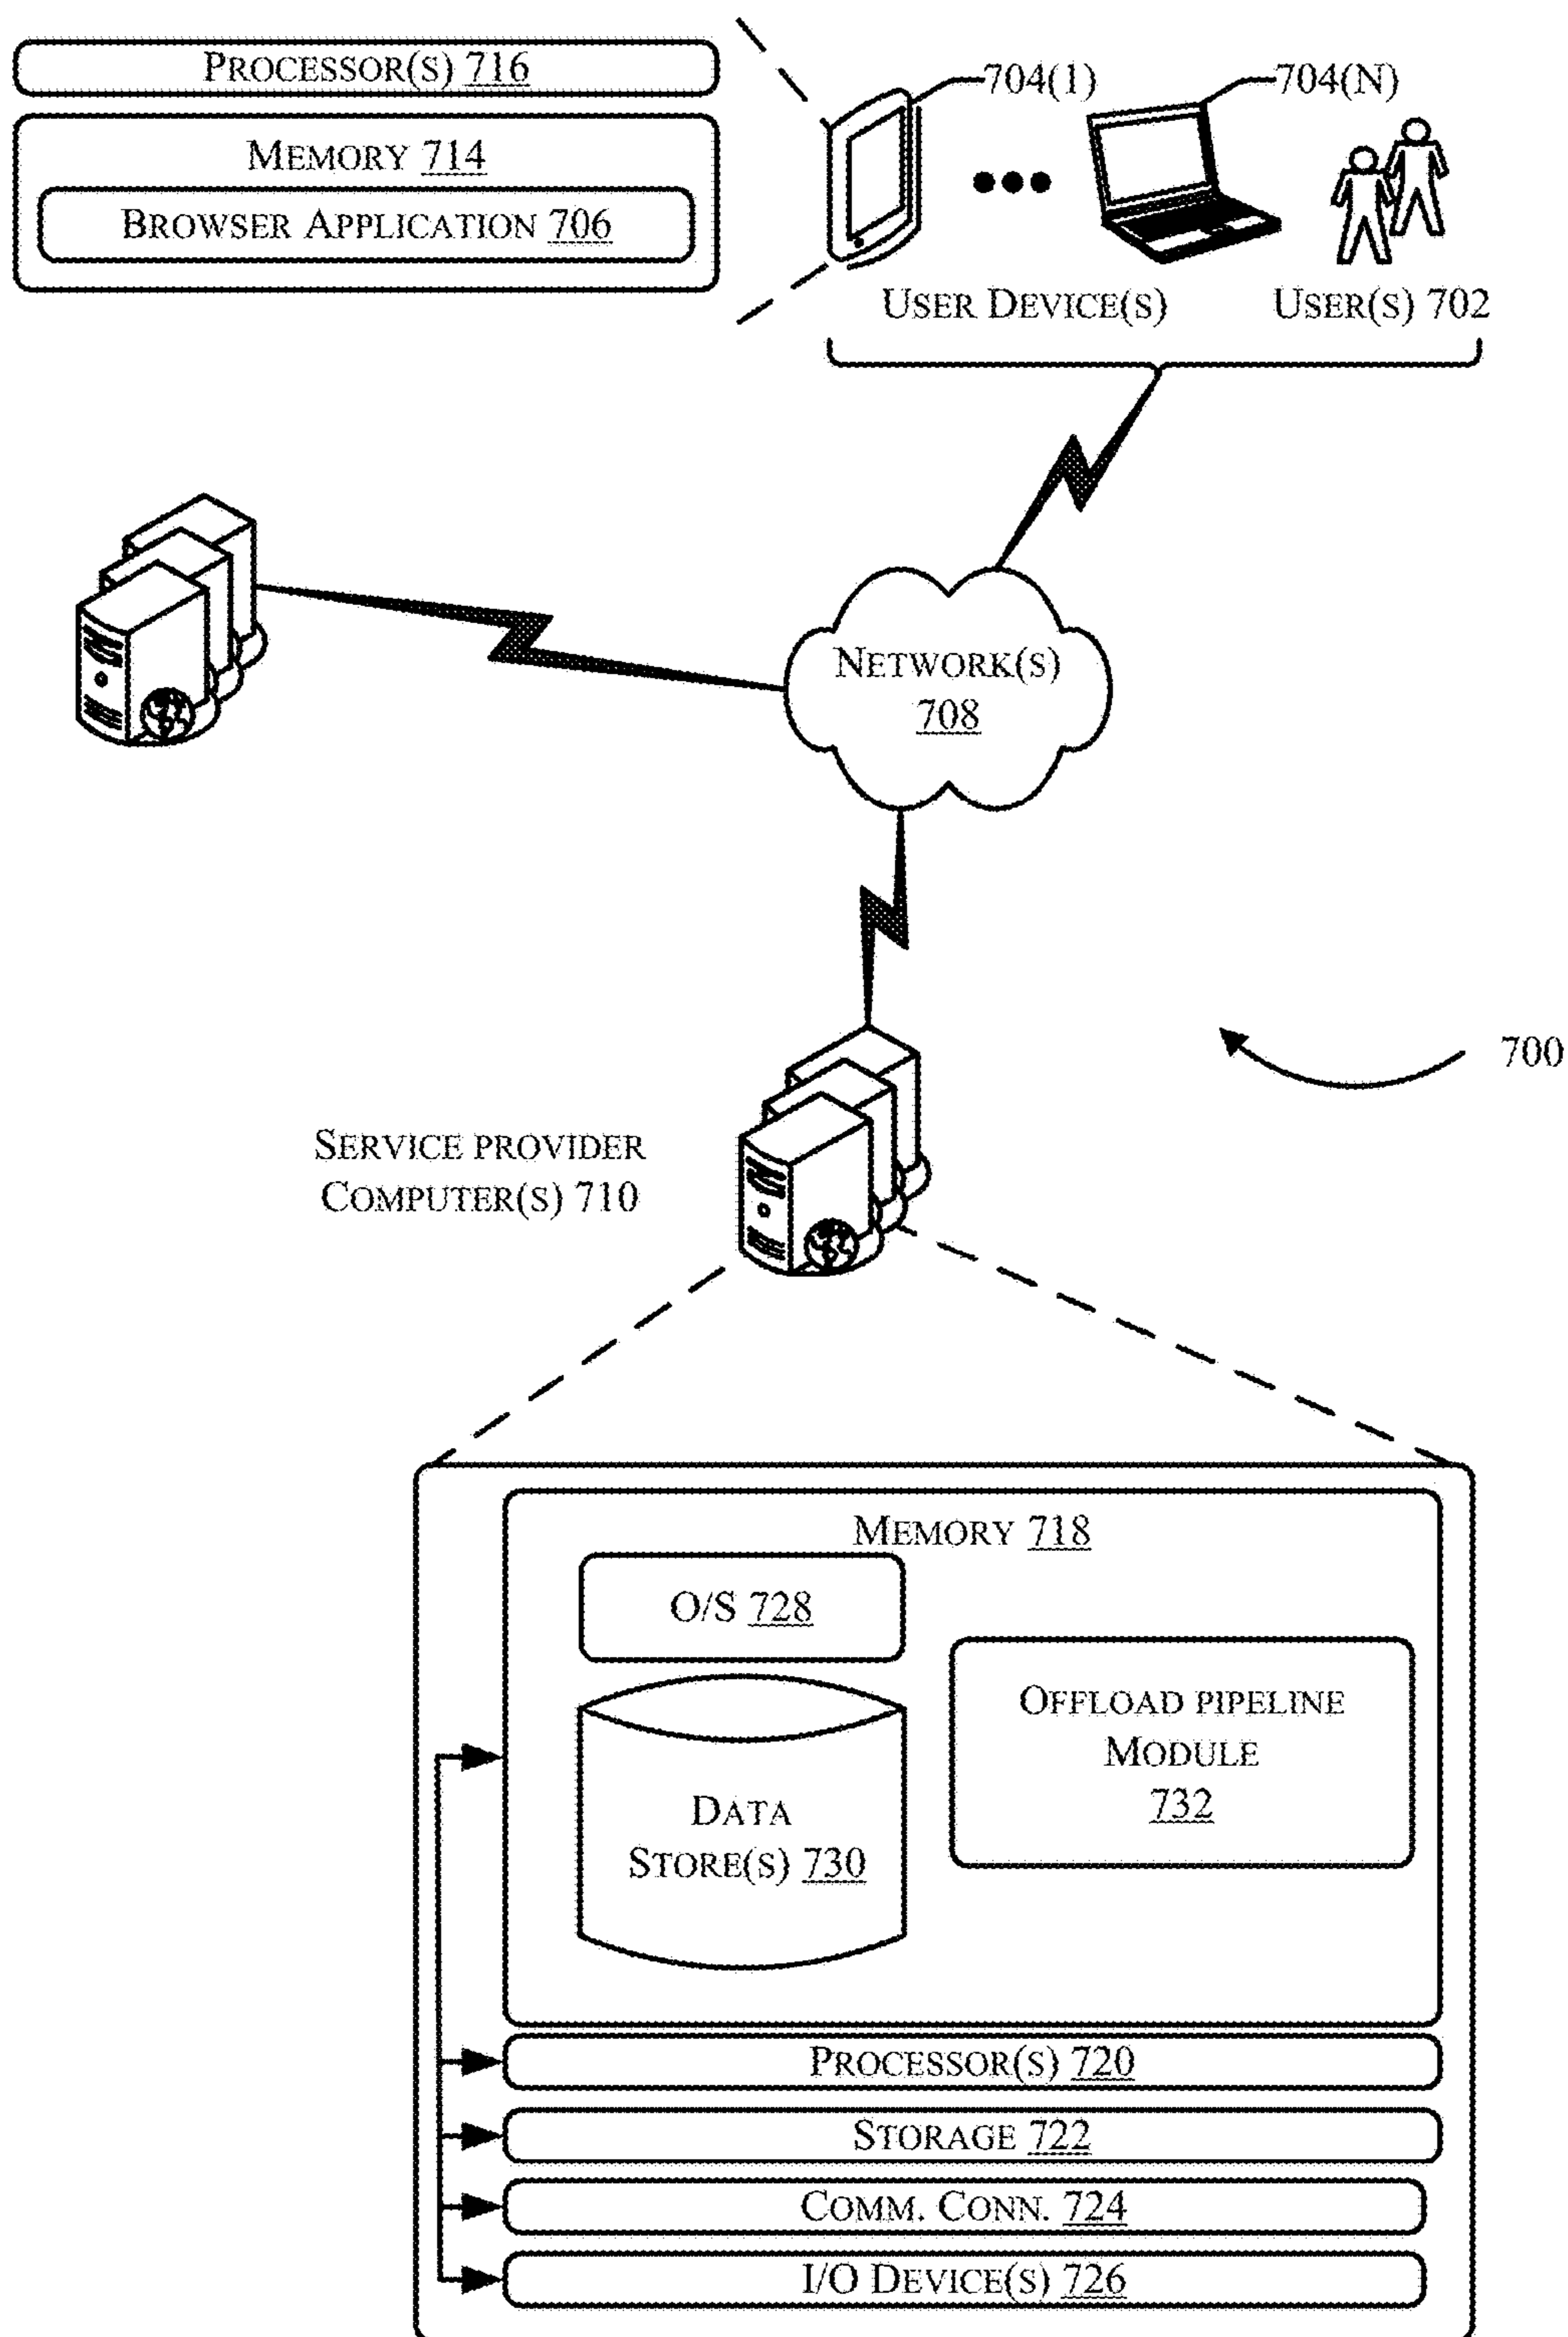 PROCESSOR(S) 716
MEMORY 714
BROWSER APPLICATION 706
704(1)
704(N)
USER DEVICE(S)
USER(S) 702
NETWORK(S)
708
700
SERVICE PROVIDER
COMPUTER(S) 710
MEMORY 718
O/S 728
OFFLOAD PIPELINE
MODULE
732
DATA
STORE(S) 730
PROCESSOR(S) 720
STORAGE 722
COMM. CONN. 724
I/O DEVICE(S) 726